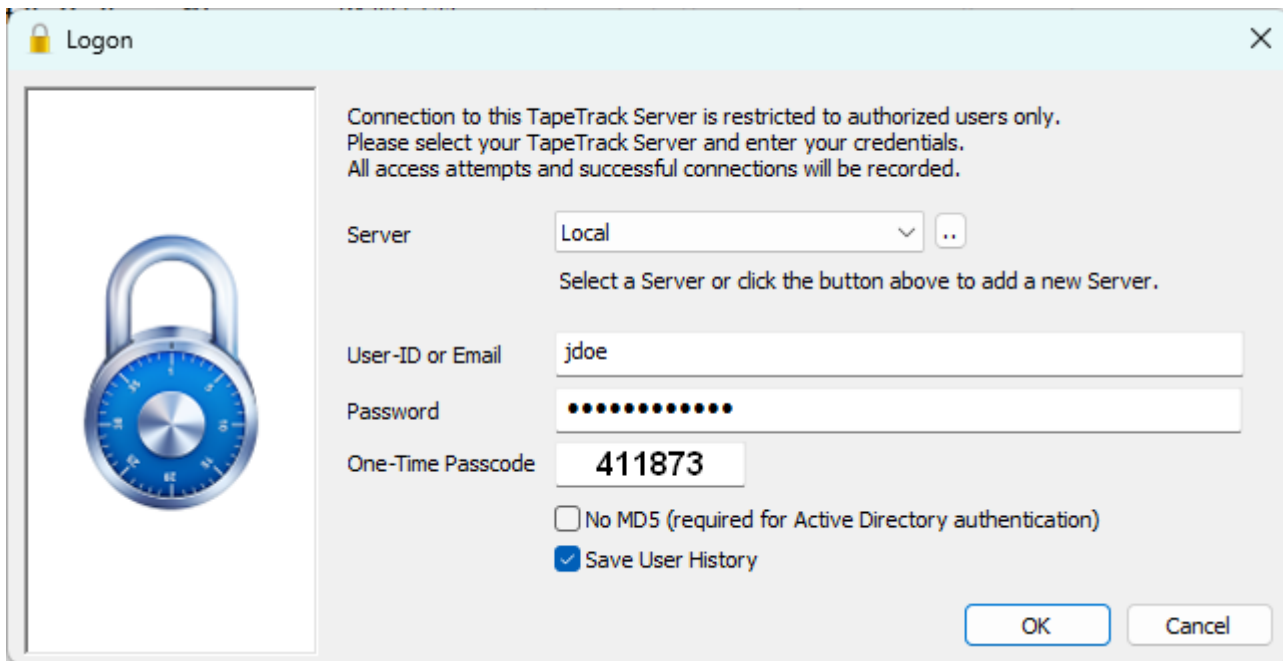 Logon
Connection to this TapeTrack Server is restricted to authorized users only.
Please select your TapeTrack Server and enter your credentials.
All access attempts and successful connections will be recorded.
Server Local ..
Select a Server or click the button above to add a new Server.
User-ID or Email jdoe
Password ••••••••••••
One-Time Passcode 411873
No MD5 (required for Active Directory authentication)
Save User History
OK Cancel